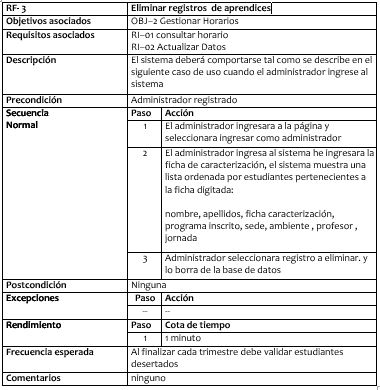 RF- 3 Eliminar registros de aprendices
Objetivos asociados OBJ–2 Gestionar Horarios
Requisitos asociados RI–01 consultar horario
RI–02 Actualizar Datos
Descripción El sistema deberá comportarse tal como se describe en el
siguiente caso de uso cuando el administrador ingrese al
sistema
Precondición Administrador registrado
Secuencia Paso Acción
Normal 1 El administrador ingresara a la página y
seleccionara ingresar como administrador
2 El administrador ingresa al sistema he ingresara la
ficha de caracterización, el sistema muestra una
lista ordenada por estudiantes pertenecientes a
la ficha digitada:
nombre, apellidos, ficha caracterización,
programa inscrito, sede, ambiente , profesor ,
jornada
3 Administrador seleccionara registro a eliminar. y
lo borra de la base de datos
Postcondición Ninguna
Excepciones Paso Acción
-- --
Rendimiento Paso Cota de tiempo
1 1 minuto
Frecuencia esperada Al finalizar cada trimestre debe validar estudiantes
desertados
Comentarios ninguno